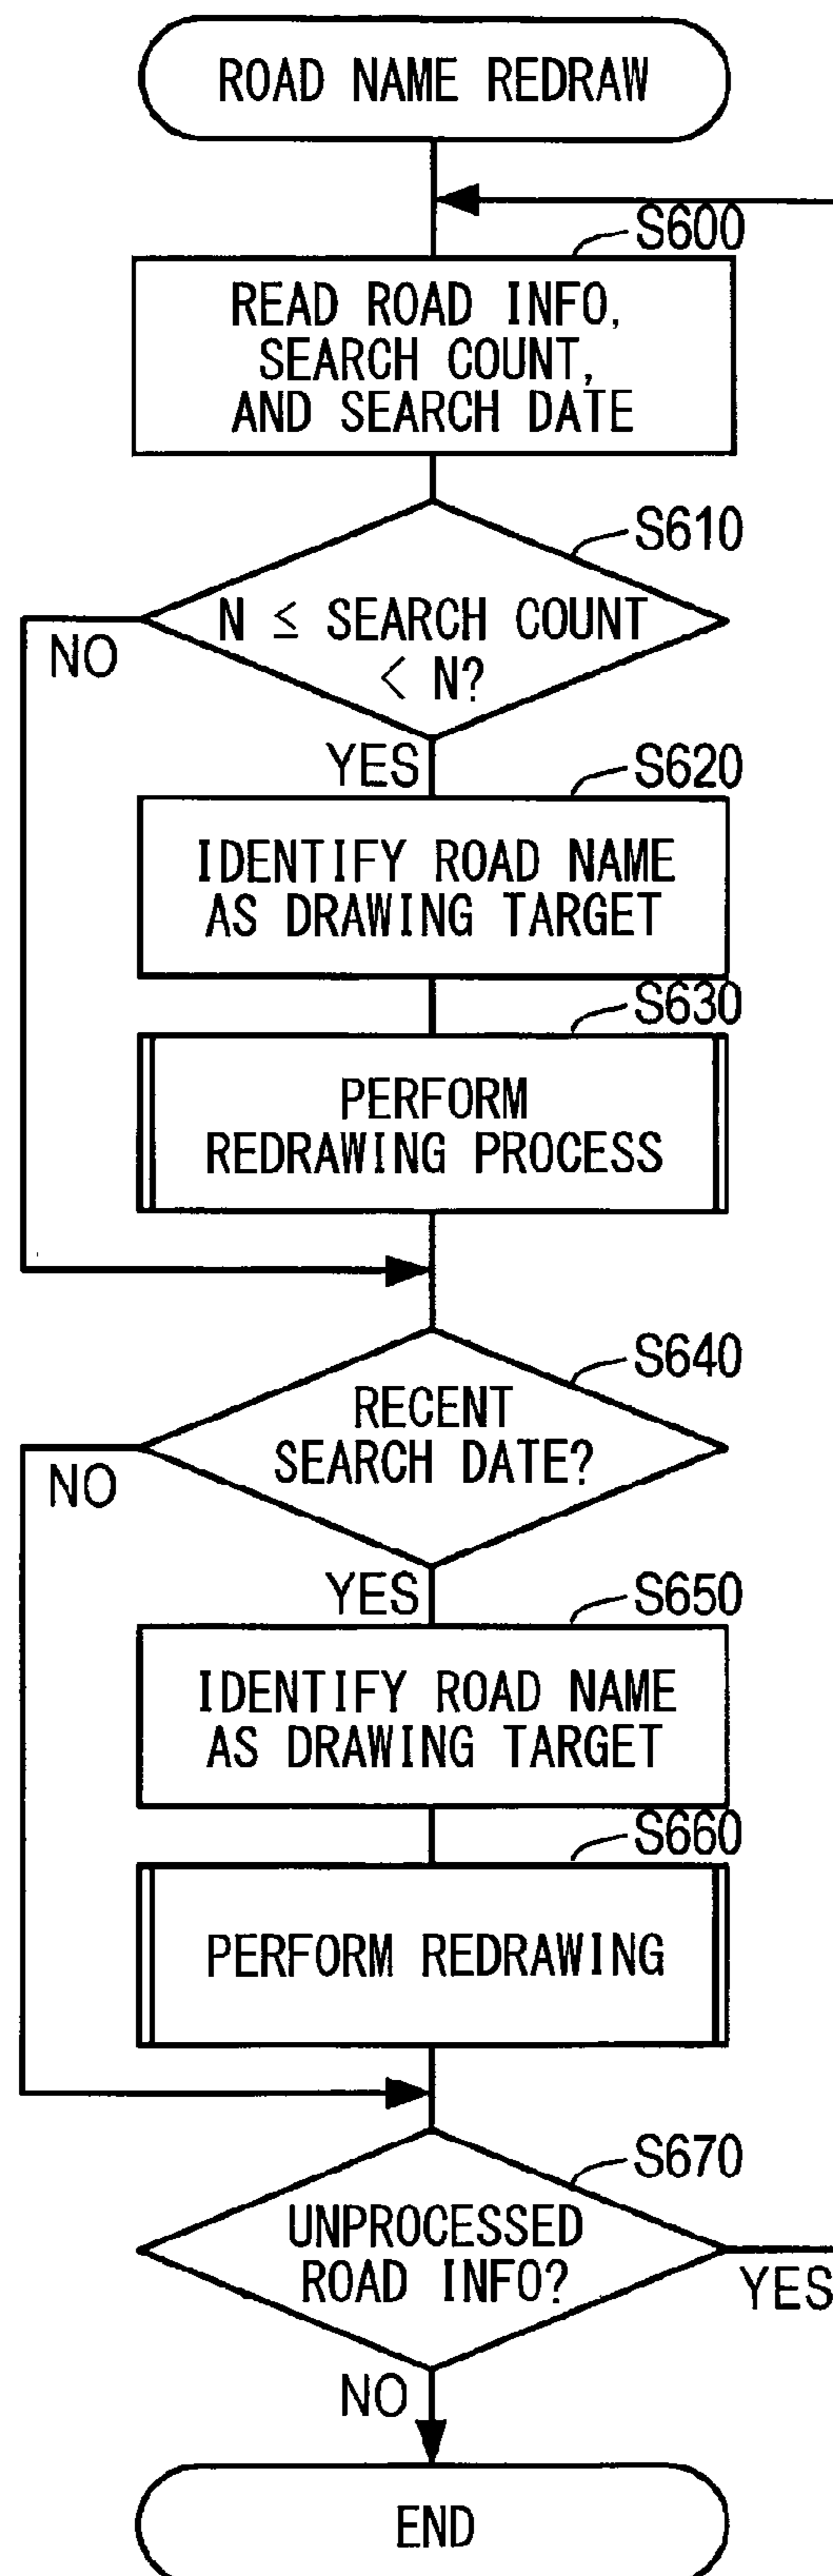 ROAD NAME REDRAW
S600
READ ROAD INFO,
SEARCH COUNT,
AND SEARCH DATE
S610
N ≤ SEARCH COUNT
< N?
NO
YES
S620
IDENTIFY ROAD NAME
AS DRAWING TARGET
S630
PERFORM
REDRAWING PROCESS
S640
RECENT
SEARCH DATE?
NO
YES
S650
IDENTIFY ROAD NAME
AS DRAWING TARGET
S660
PERFORM REDRAWING
S670
UNPROCESSED
ROAD INFO?
YES
NO
END